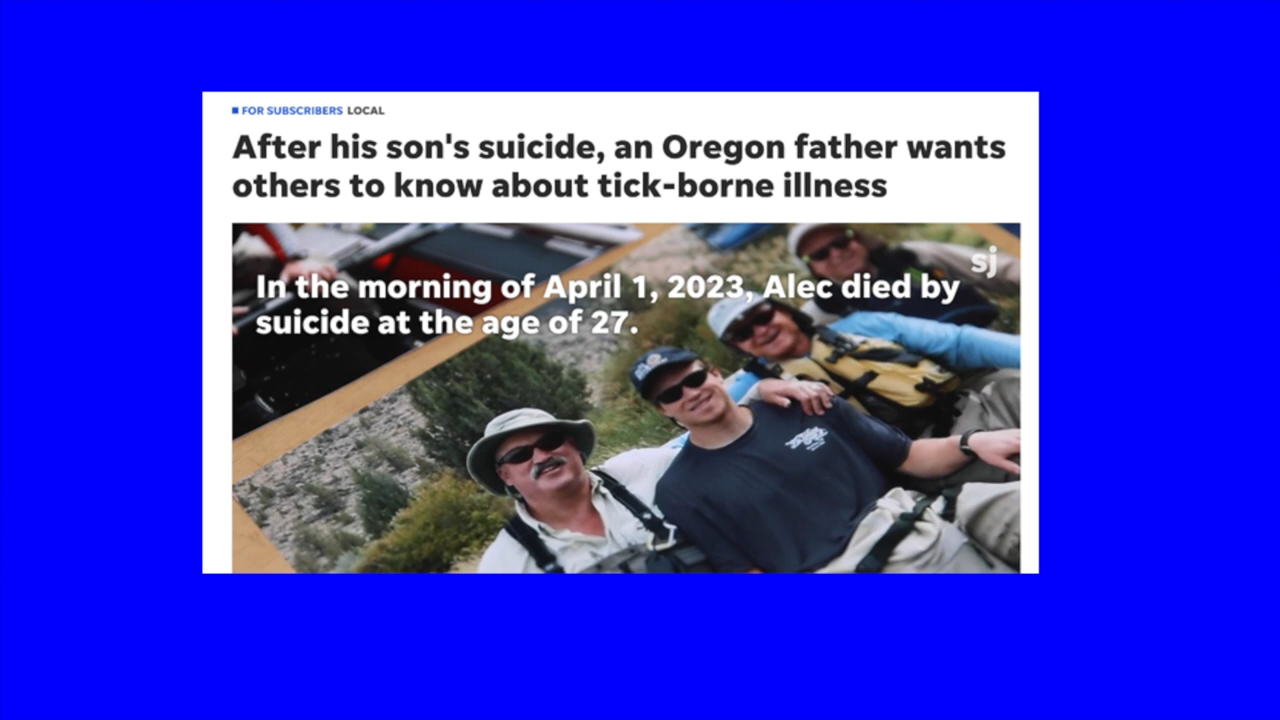 FOR SUBSCRIBERS LOCAL
After his son's suicide, an Oregon father wants
others to know about tick-borne illness
sj
In the morning of April 1, 2023, Alec died by
suicide at the age of 27.